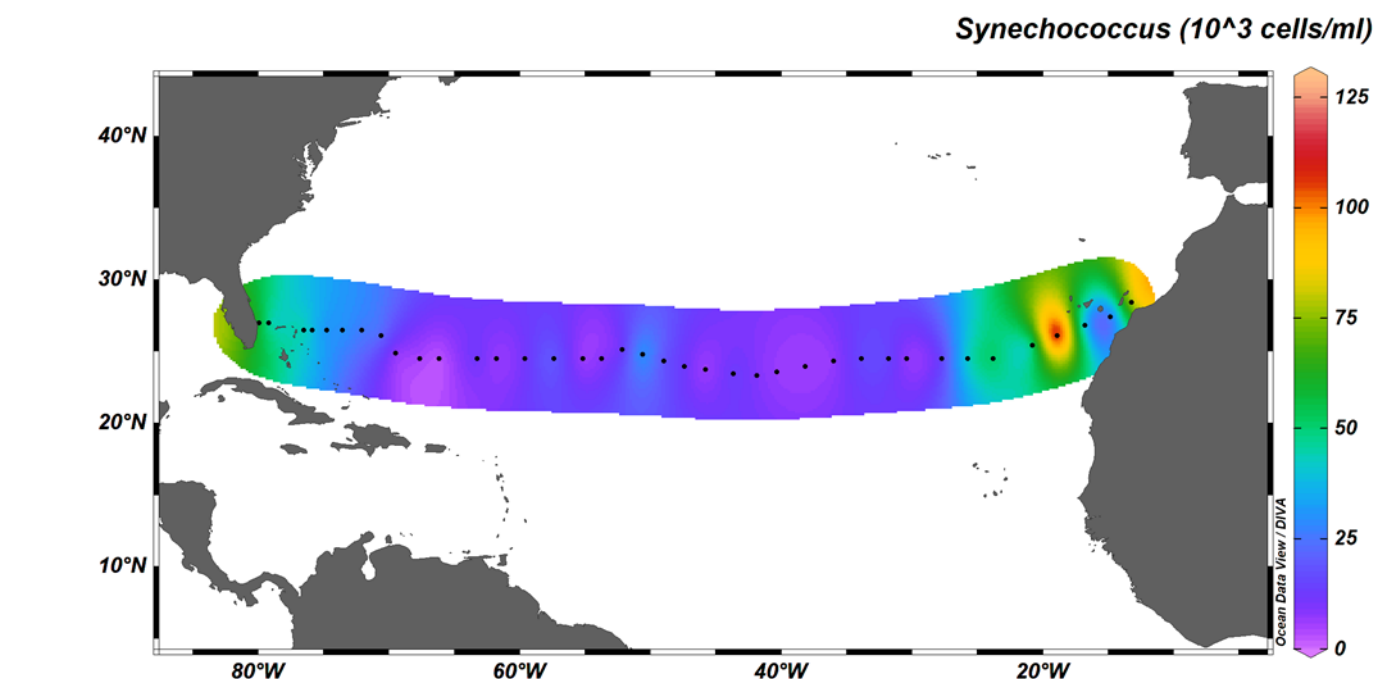 Synechococcus (10^3 cells/ml)
125
40°N
100
30°N
75
50
20°N
25
10°N
Ocean Data View / DIVA
0
80°W 60°W 40°W 20°W